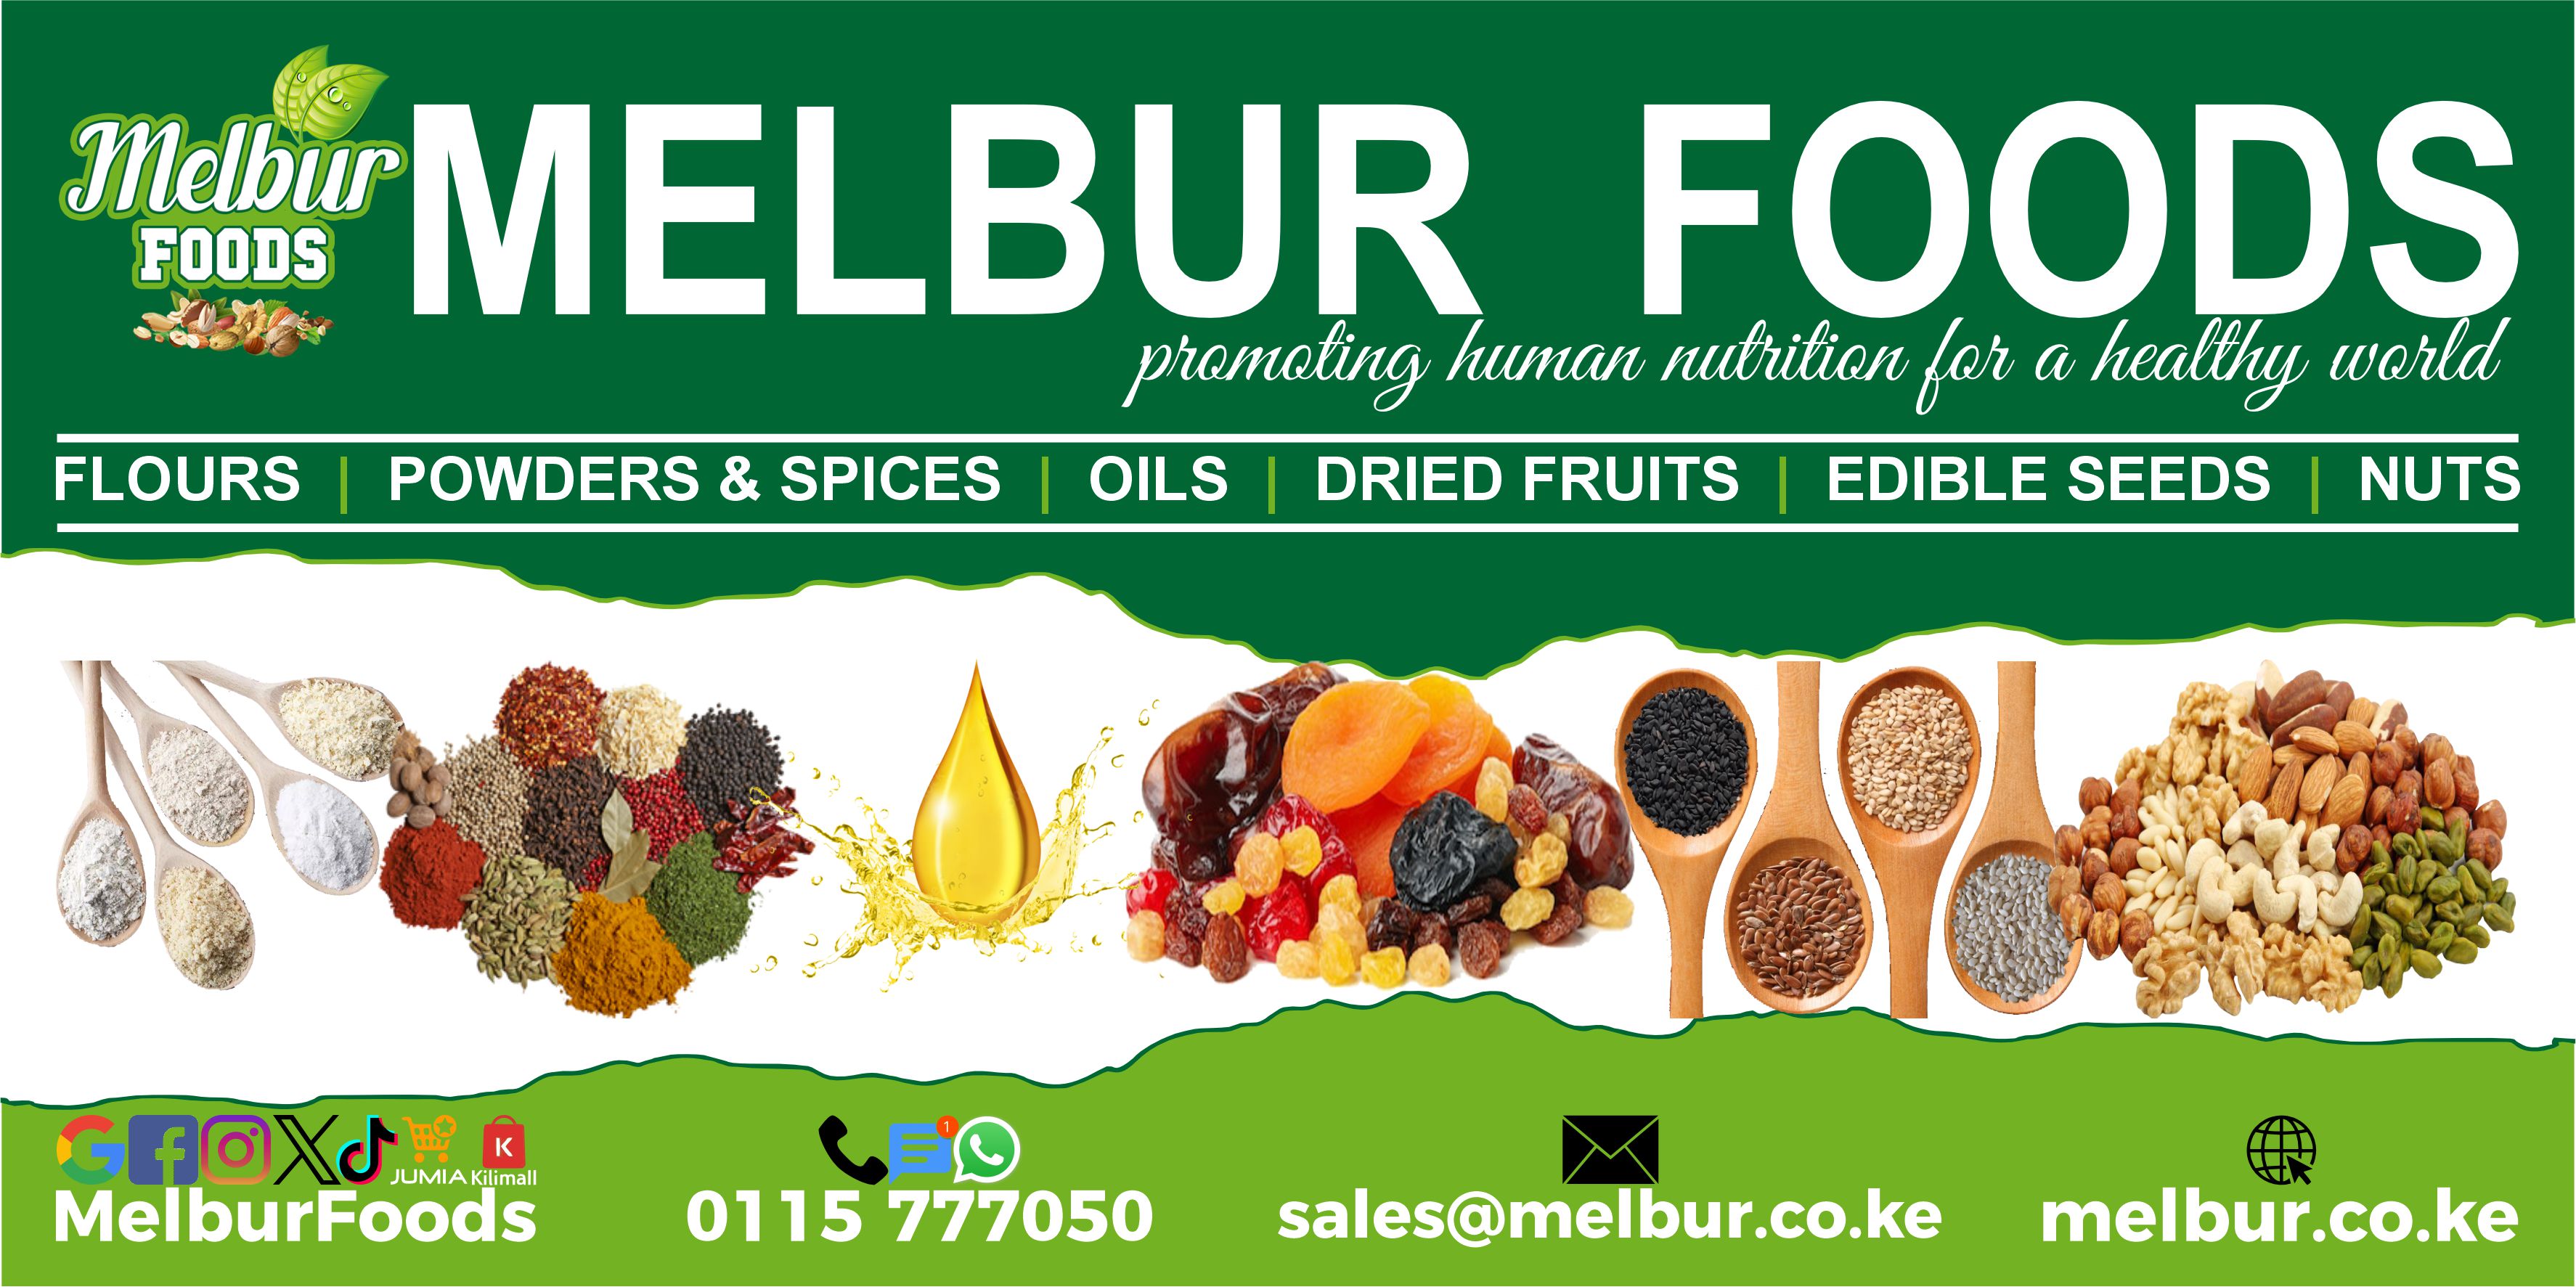 Melbur
FOODS
MELBUR FOODS
promoting human nutrition for a healthy world
FLOURS | POWDERS & SPICES | OILS | DRIED FRUITS | EDIBLE SEEDS | NUTS
JUMIA Kilimall
K
1
MelburFoods
0115 777050
sales@melbur.co.ke
melbur.co.ke